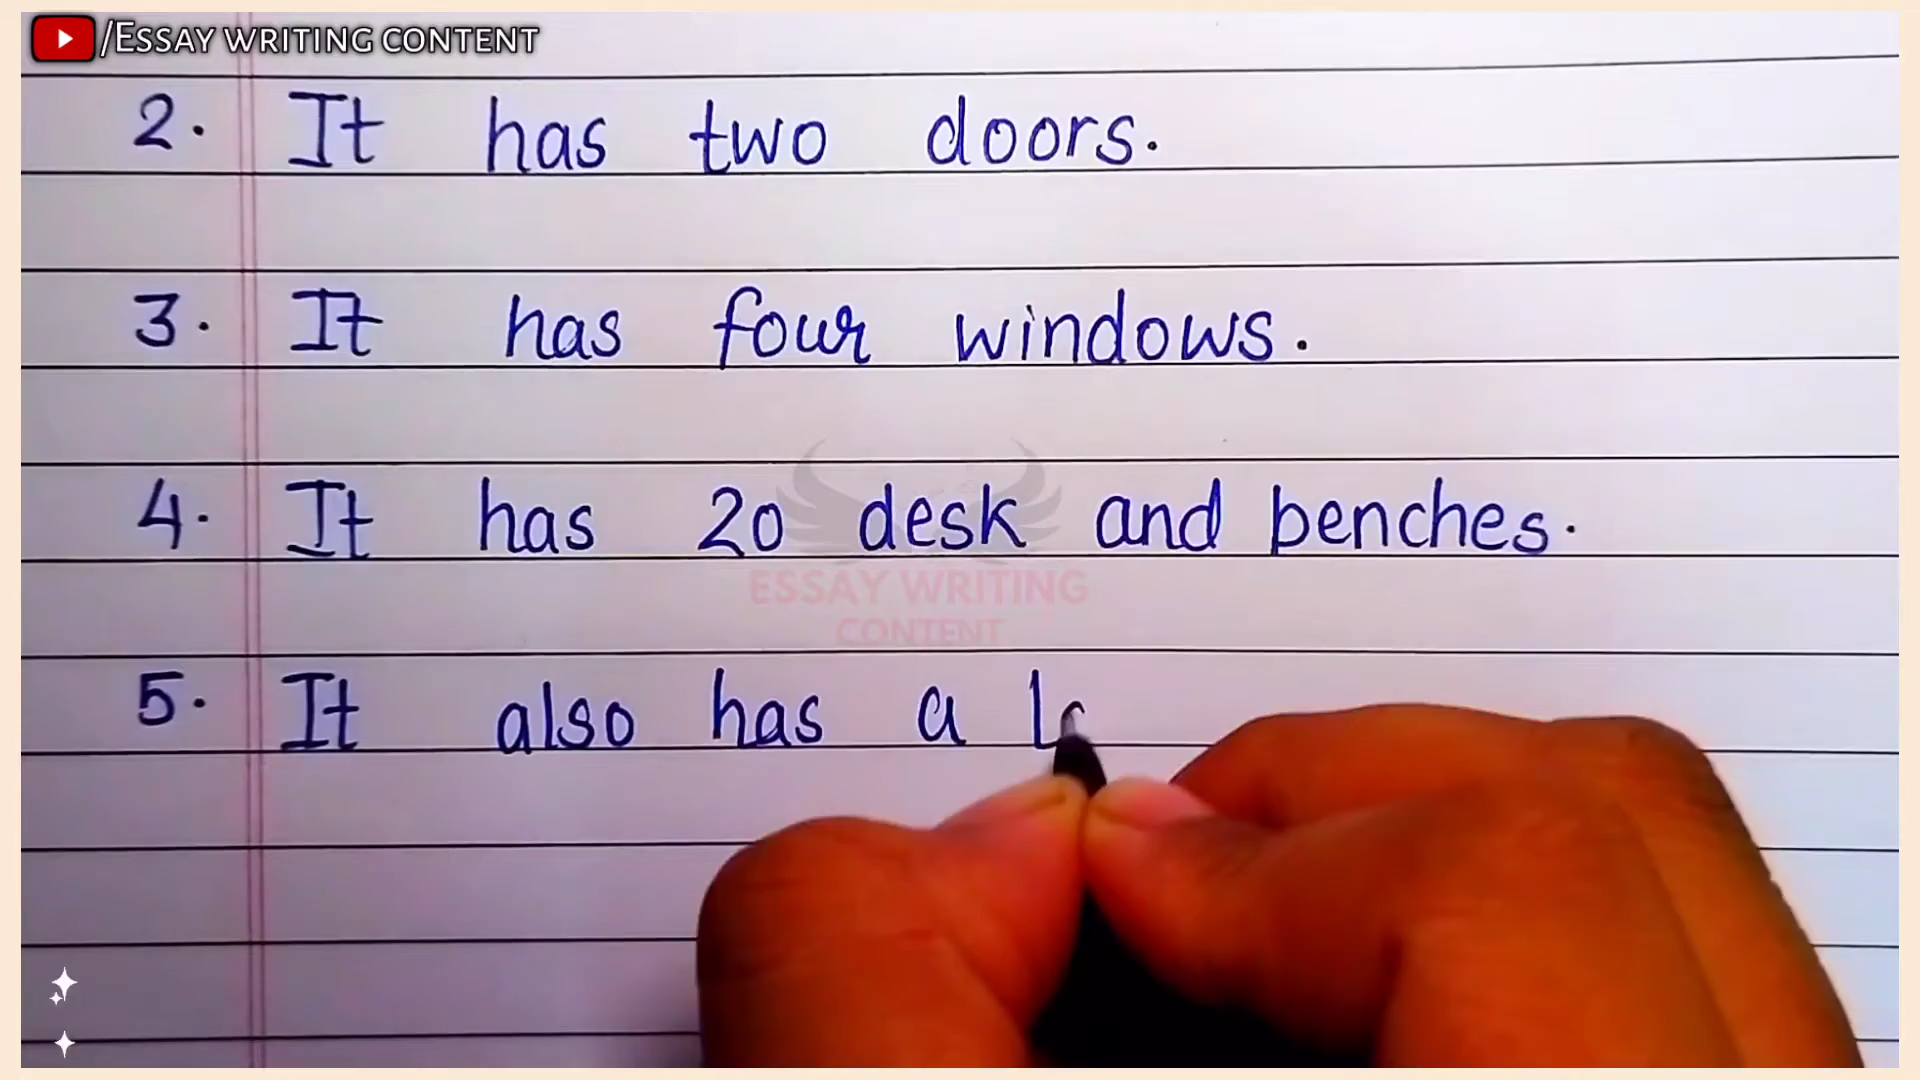 /ESSAY WRITING CONTENT
2. It has two doors.
3. It has four windows.
4. It has 20 desk and benches.
ESSAY WRITING
CONTENT
5. It also has a